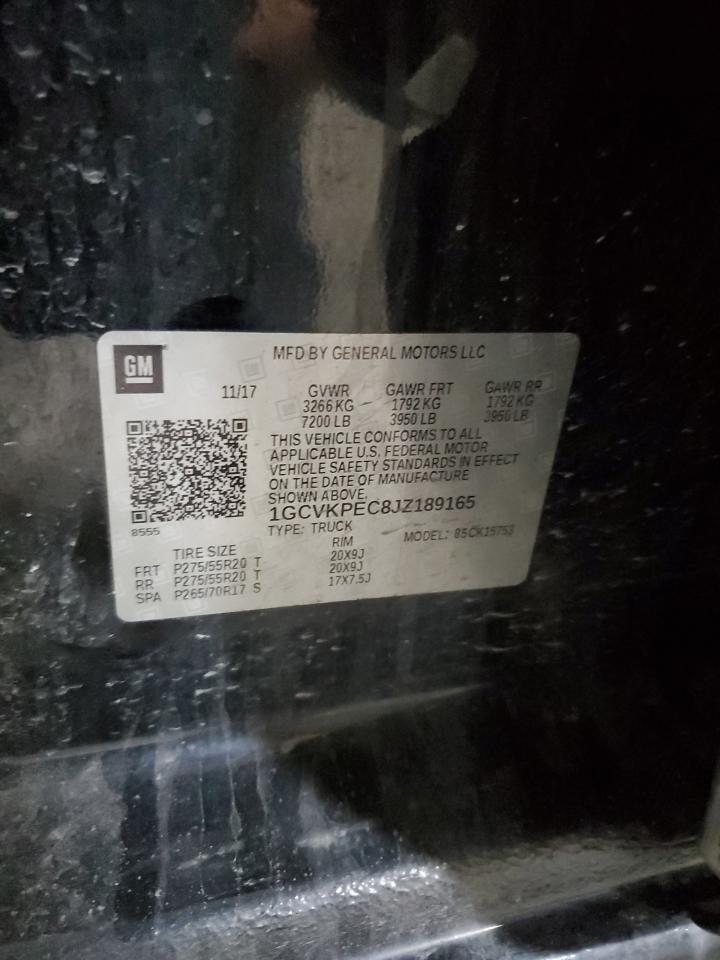 GM
MFD BY GENERAL MOTORS LLC
11/17 GVWR GAWR FRT GAWR RR
3266 KG 1792 KG 1792 KG
7200 LB 3950 LB 3950 LB
THIS VEHICLE CONFORMS TO ALL
APPLICABLE U.S. FEDERAL MOTOR
VEHICLE SAFETY STANDARDS IN EFFECT
ON THE DATE OF MANUFACTURE
SHOWN ABOVE.
1GCVKPEC8JZ189165
8555
TYPE: TRUCK MODEL: 85CK15753
TIRE SIZE RIM
FRT P275/55R20 T 20X9J
RR P275/55R20 T 20X9J
SPA P265/70R17 S 17X7.5J